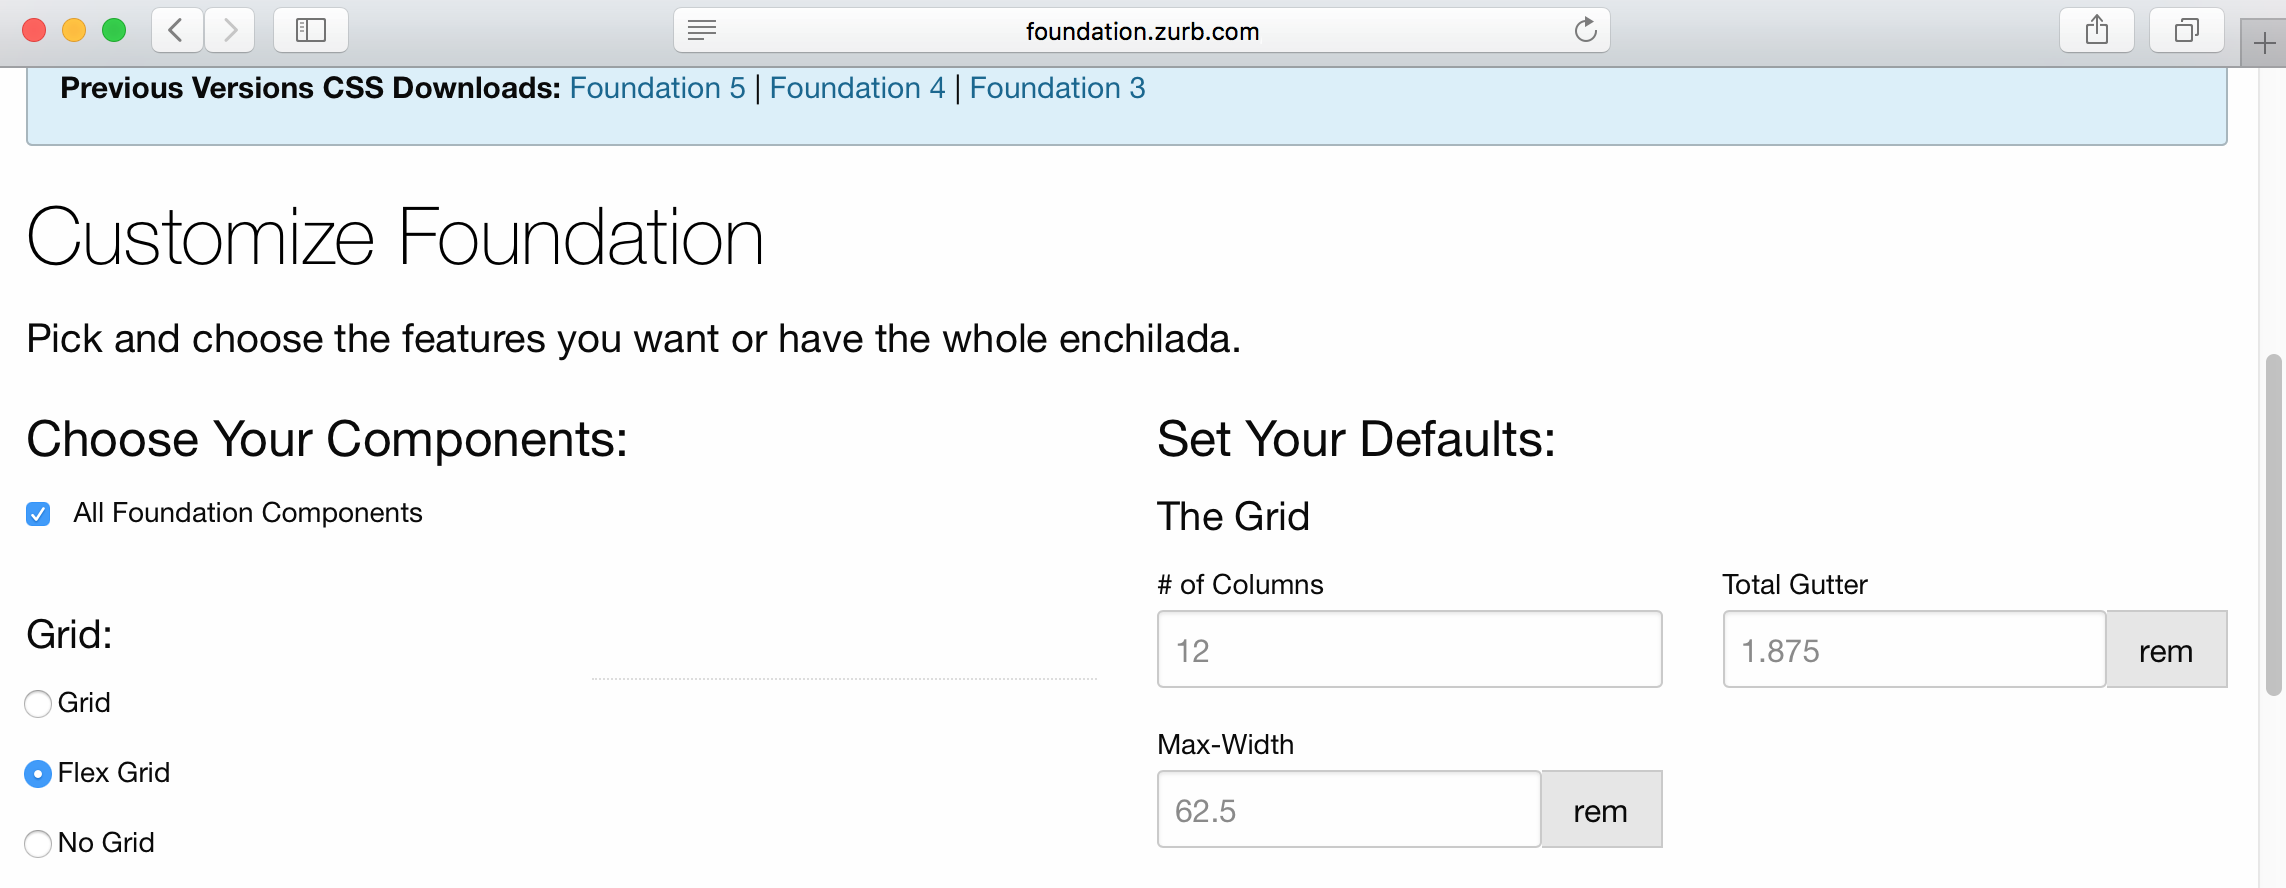 foundation.zurb.com
Previous Versions CSS Downloads: Foundation 5 | Foundation 4 | Foundation 3
Customize Foundation
Pick and choose the features you want or have the whole enchilada.
Choose Your Components:
All Foundation Components
Grid:
Grid
Flex Grid
No Grid
Set Your Defaults:
The Grid
# of Columns
12
Total Gutter
1.875 rem
Max-Width
62.5 rem